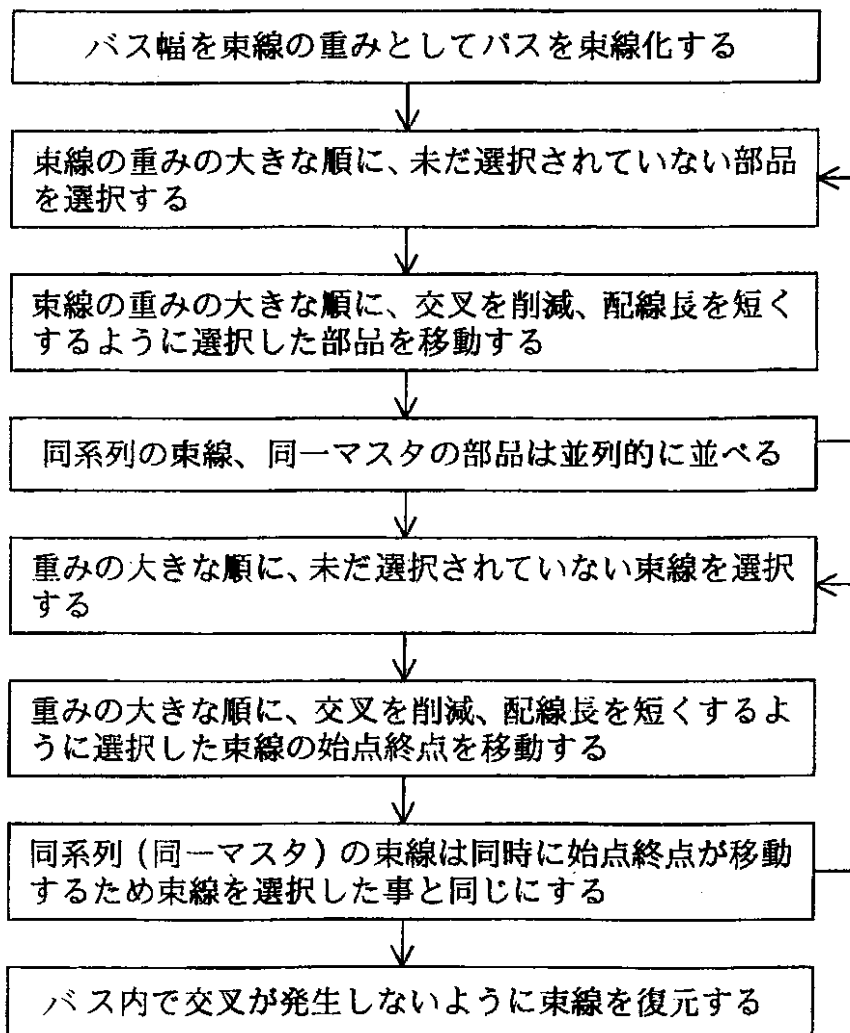 バス幅を束線の重みとしてバスを束線化する
束線の重みの大きな順に、未だ選択されていない部品
を選択する
束線の重みの大きな順に、交叉を削減、配線長を短く
するように選択した部品を移動する
同系列の束線、同一マスタの部品は並列的に並べる
重みの大きな順に、未だ選択されていない束線を選択
する
重みの大きな順に、交叉を削減、配線長を短くするよ
うに選択した束線の始点終点を移動する
同系列（同一マスタ）の束線は同時に始点終点が移動
するため束線を選択した事と同じにする
バス内で交叉が発生しないように束線を復元する